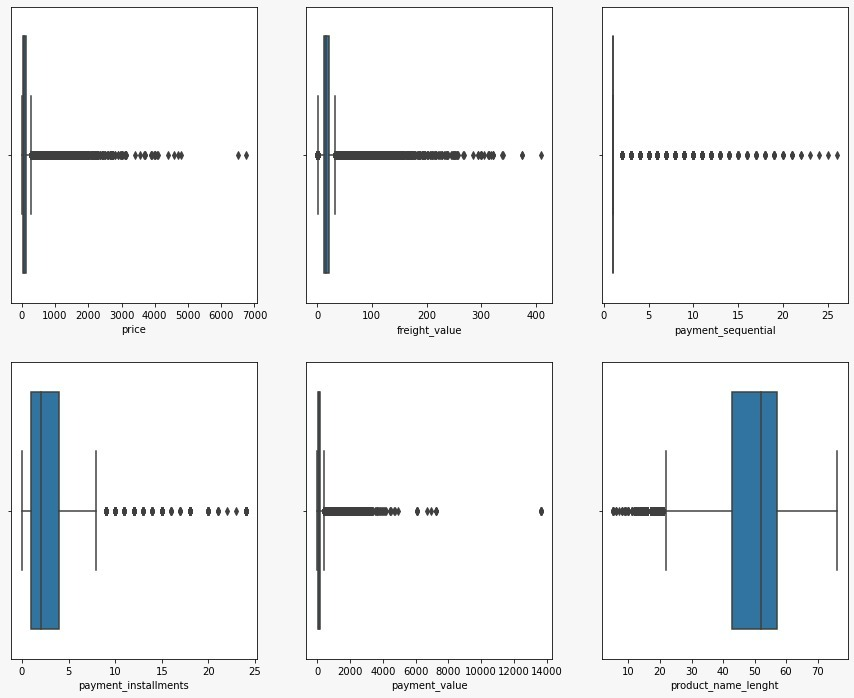 0 1000 2000 3000 4000 5000 6000 7000
price
0 100 200 300 400
freight_value
0 5 10 15 20 25
payment_sequential
0 5 10 15 20 25
payment_installments
0 2000 4000 6000 8000 10000 12000 14000
payment_value
10 20 30 40 50 60 70
product_name_lenght